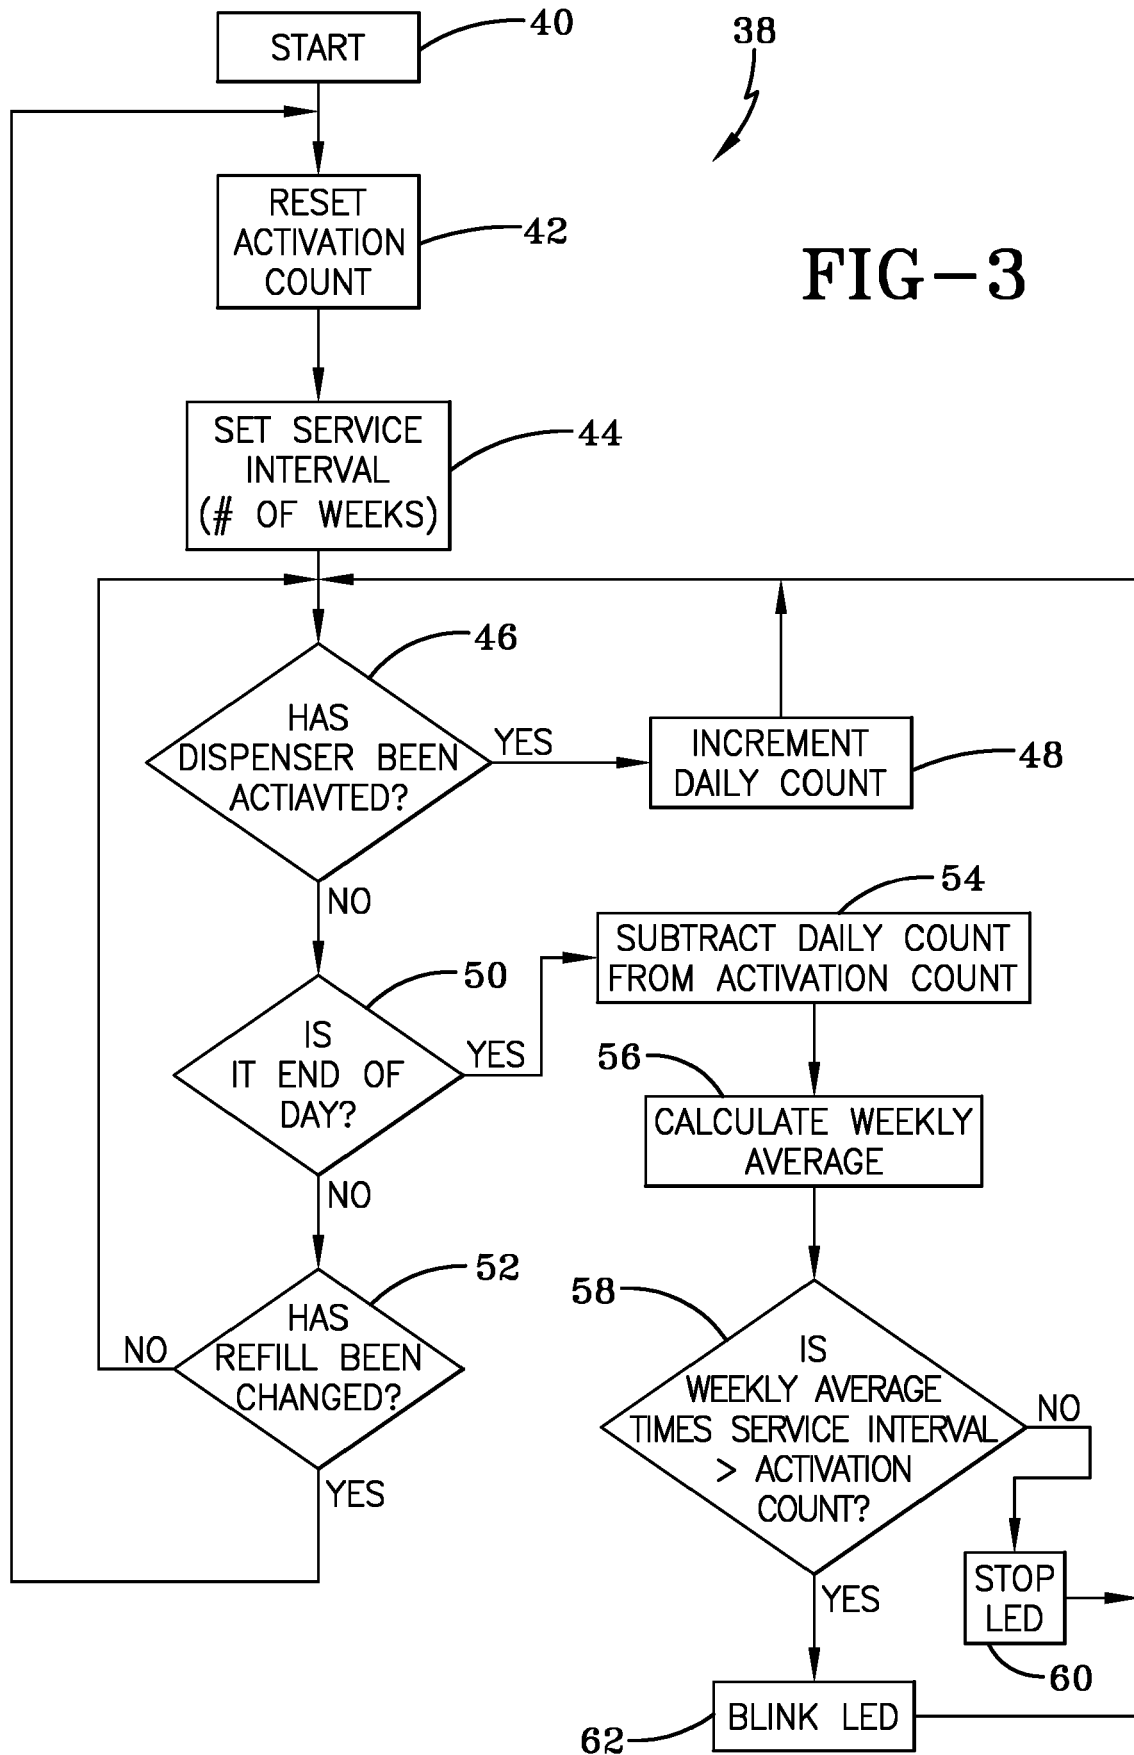 START
40
38
RESET
ACTIVATION
COUNT
42
FIG-3
SET SERVICE
INTERVAL
(# OF WEEKS)
44
HAS
DISPENSER BEEN
ACTIAVTED?
46
YES
INCREMENT
DAILY COUNT
48
NO
IS
IT END OF
DAY?
50
YES
SUBTRACT DAILY COUNT
FROM ACTIVATION COUNT
54
56
CALCULATE WEEKLY
AVERAGE
NO
HAS
REFILL BEEN
CHANGED?
52
NO
YES
58
IS
WEEKLY AVERAGE
TIMES SERVICE INTERVAL
> ACTIVATION
COUNT?
NO
STOP
LED
60
YES
BLINK LED
62